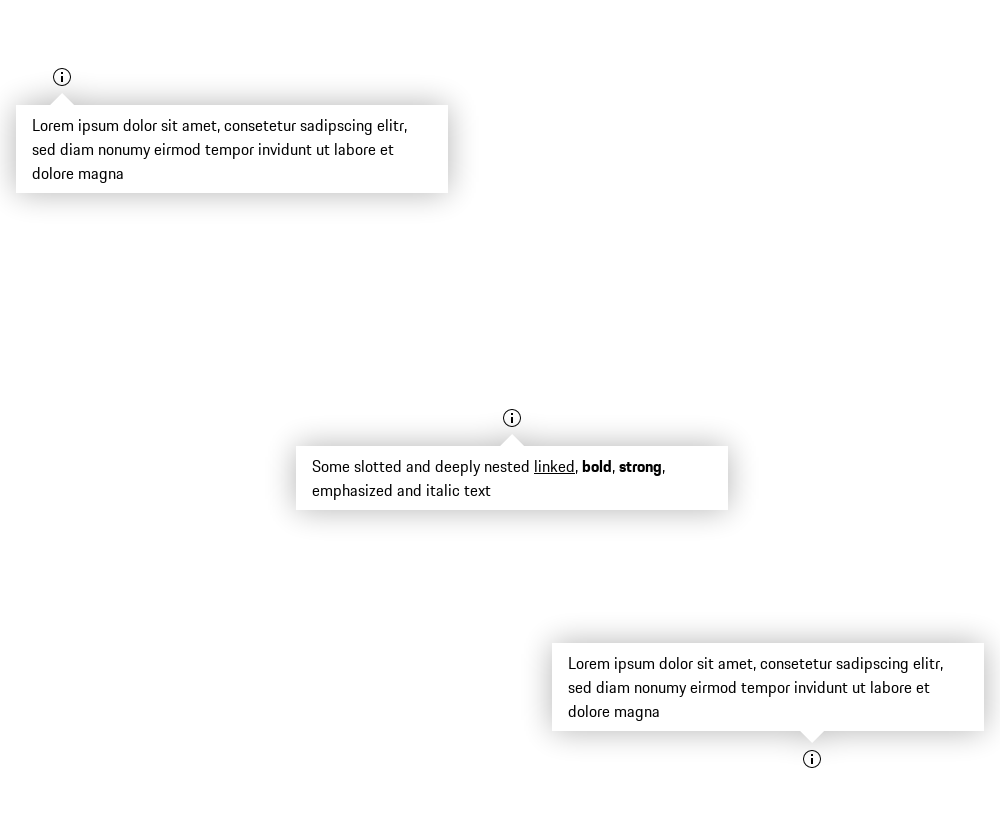 Lorem ipsum dolor sit amet, consetetur sadipscing elitr,
sed diam nonumy eirmod tempor invidunt ut labore et
dolore magna
Some slotted and deeply nested linked, bold, strong,
emphasized and italic text
Lorem ipsum dolor sit amet, consetetur sadipscing elitr,
sed diam nonumy eirmod tempor invidunt ut labore et
dolore magna